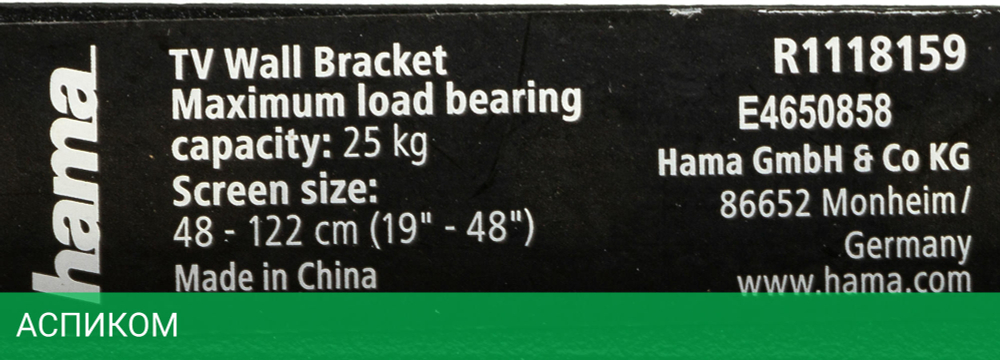 hama
TV Wall Bracket
Maximum load bearing
capacity: 25 kg
Screen size:
48 - 122 cm (19" - 48")
Made in China
R1118159
E4650858
Hama GmbH & Co KG
86652 Monheim/
Germany
www.hama.com
АСПИКОМ